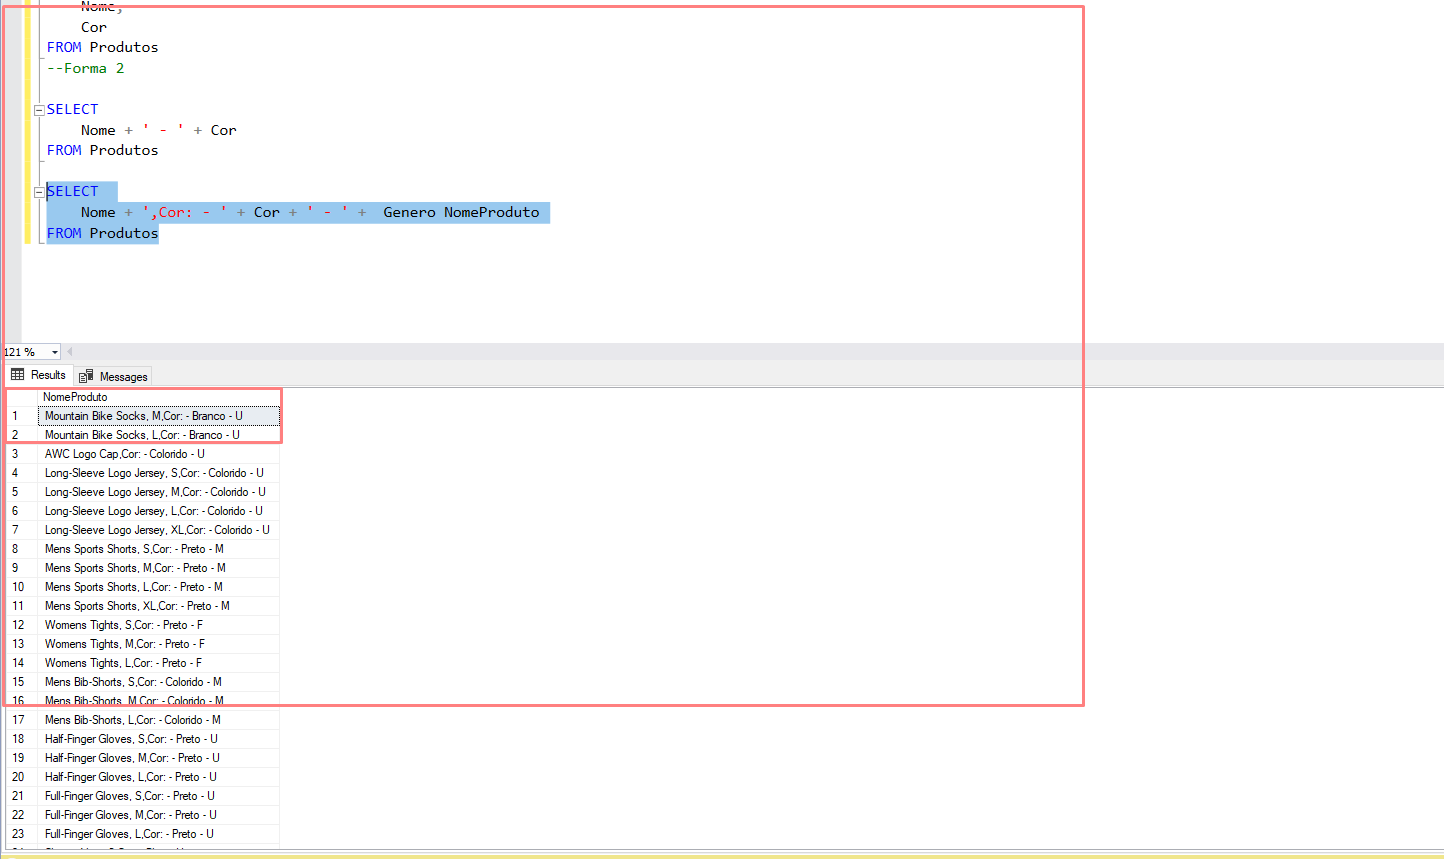 Nome,
Cor
FROM Produtos
--Forma 2
SELECT
Nome + ' - ' + Cor
FROM Produtos
SELECT
Nome + ',Cor: - ' + Cor + ' - ' +  Genero NomeProduto
FROM Produtos
121 %
Results Messages
NomeProduto
1 Mountain Bike Socks, M,Cor: - Branco - U
2 Mountain Bike Socks, L,Cor: - Branco - U
3 AWC Logo Cap,Cor: - Colorido - U
4 Long-Sleeve Logo Jersey, S,Cor: - Colorido - U
5 Long-Sleeve Logo Jersey, M,Cor: - Colorido - U
6 Long-Sleeve Logo Jersey, L,Cor: - Colorido - U
7 Long-Sleeve Logo Jersey, XL,Cor: - Colorido - U
8 Mens Sports Shorts, S,Cor: - Preto - M
9 Mens Sports Shorts, M,Cor: - Preto - M
10 Mens Sports Shorts, L,Cor: - Preto - M
11 Mens Sports Shorts, XL,Cor: - Preto - M
12 Womens Tights, S,Cor: - Preto - F
13 Womens Tights, M,Cor: - Preto - F
14 Womens Tights, L,Cor: - Preto - F
15 Mens Bib-Shorts, S,Cor: - Colorido - M
16 Mens Bib-Shorts, M,Cor: - Colorido - M
17 Mens Bib-Shorts, L,Cor: - Colorido - M
18 Half-Finger Gloves, S,Cor: - Preto - U
19 Half-Finger Gloves, M,Cor: - Preto - U
20 Half-Finger Gloves, L,Cor: - Preto - U
21 Full-Finger Gloves, S,Cor: - Preto - U
22 Full-Finger Gloves, M,Cor: - Preto - U
23 Full-Finger Gloves, L,Cor: - Preto - U